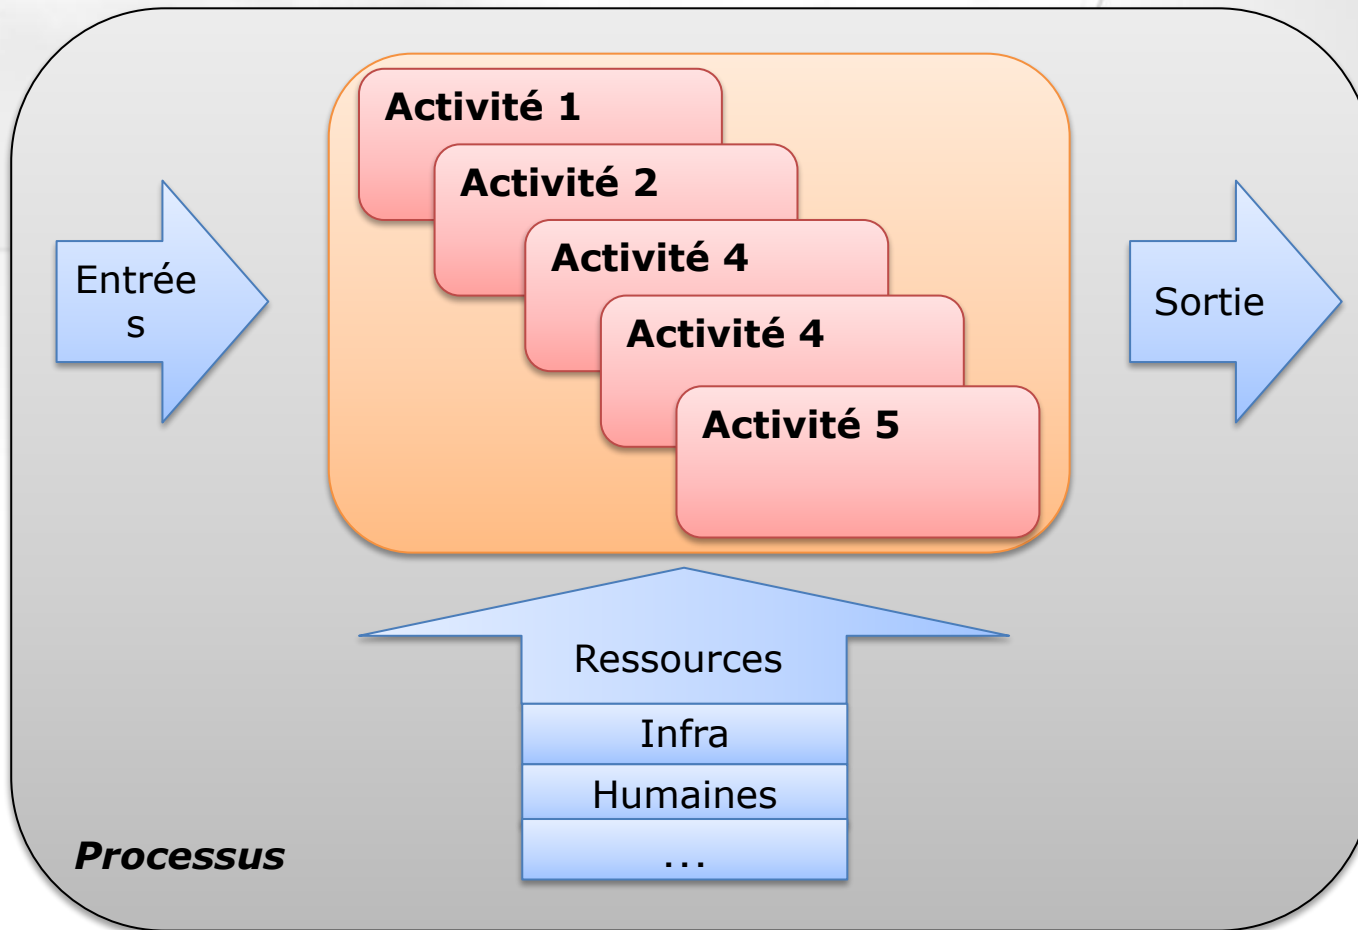 Activité 1
Activité 2
Activité 4
Activité 4
Activité 5
Entrée
s
Sortie
Ressources
Infra
Humaines
...
Processus